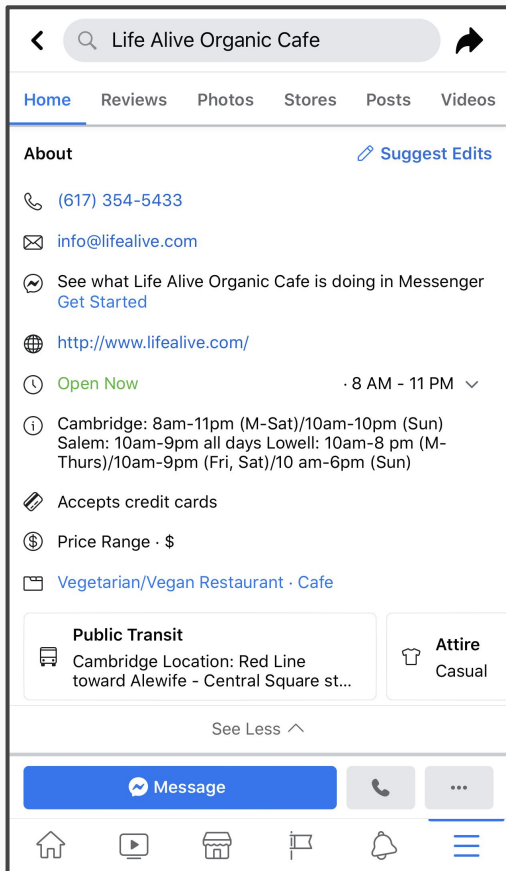 Life Alive Organic Cafe
Home Reviews Photos Stores Posts Videos
About Suggest Edits
(617) 354-5433
info@lifealive.com
See what Life Alive Organic Cafe is doing in Messenger
Get Started
http://www.lifealive.com/
Open Now · 8 AM - 11 PM
Cambridge: 8am-11pm (M-Sat)/10am-10pm (Sun)
Salem: 10am-9pm all days Lowell: 10am-8 pm (M-
Thurs)/10am-9pm (Fri, Sat)/10 am-6pm (Sun)
Accepts credit cards
Price Range · $
Vegetarian/Vegan Restaurant · Cafe
Public Transit
Cambridge Location: Red Line
toward Alewife - Central Square st...
Attire
Casual
See Less
Message